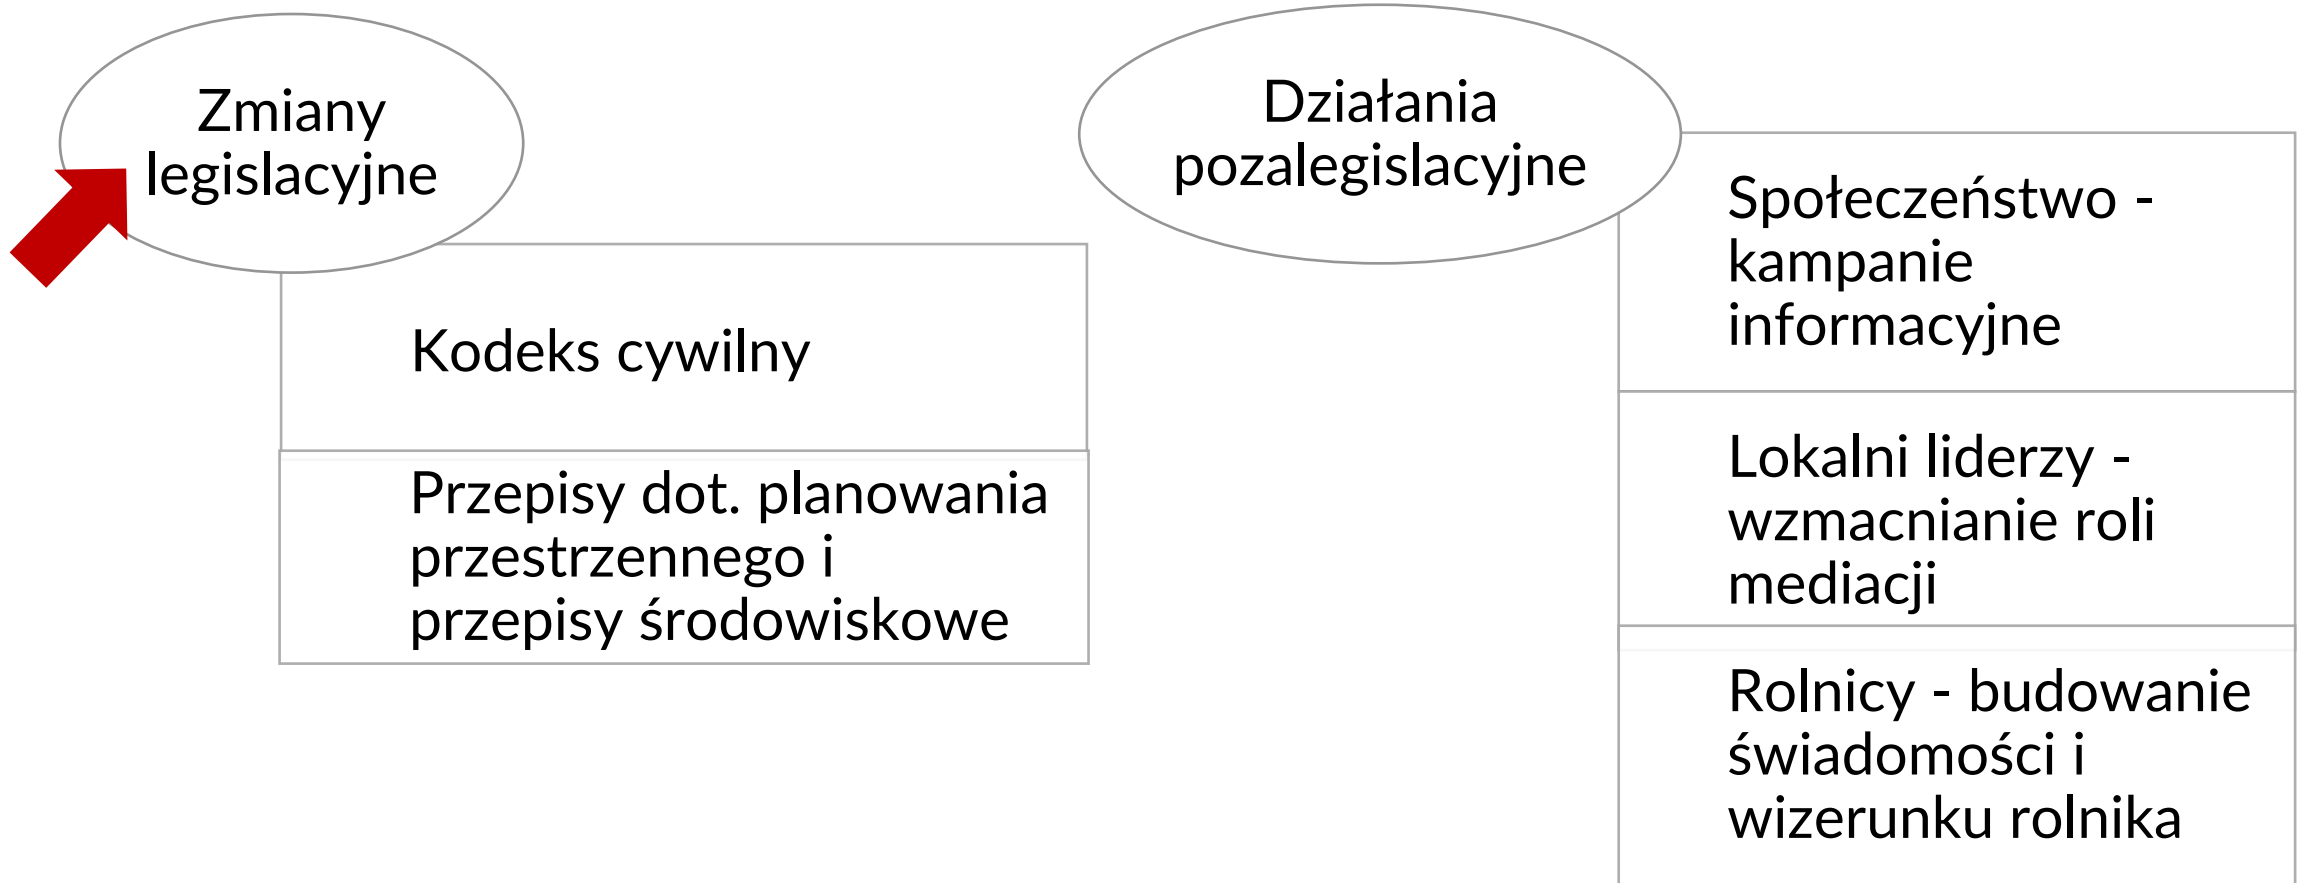 Zmiany
legislacyjne
Kodeks cywilny
Przepisy dot. planowania
przestrzennego i
przepisy środowiskowe
Działania
pozalegislacyjne
Społeczeństwo -
kampanie
informacyjne
Lokalni liderzy -
wzmacnianie roli
mediacji
Rolnicy - budowanie
świadomości i
wizerunku rolnika